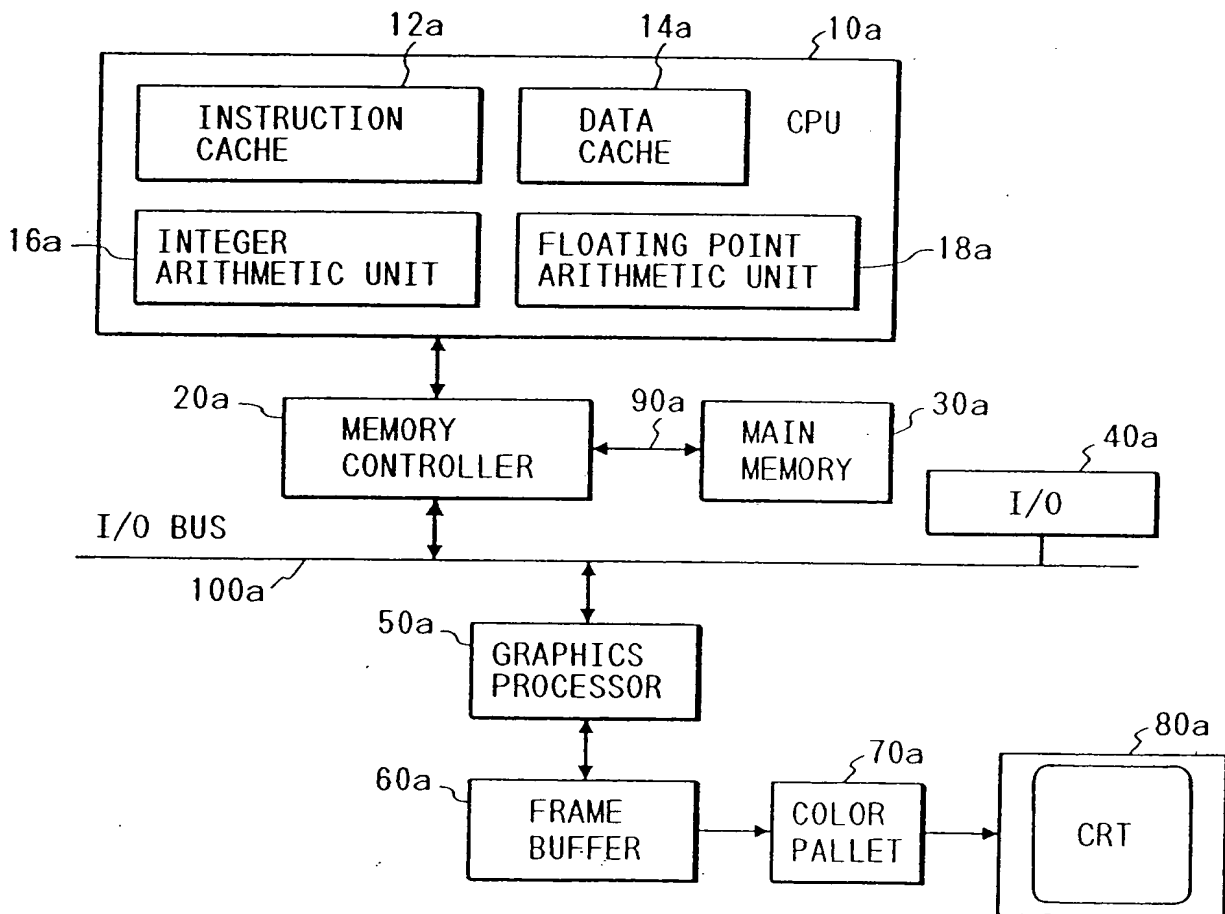 12a
14a
10a
INSTRUCTION
CACHE
DATA
CACHE
CPU
16a
INTEGER
ARITHMETIC UNIT
FLOATING POINT
ARITHMETIC UNIT
18a
20a
MEMORY
CONTROLLER
90a
MAIN
MEMORY
30a
40a
I/O
I/O BUS
100a
50a
GRAPHICS
PROCESSOR
60a
FRAME
BUFFER
70a
COLOR
PALLET
80a
CRT